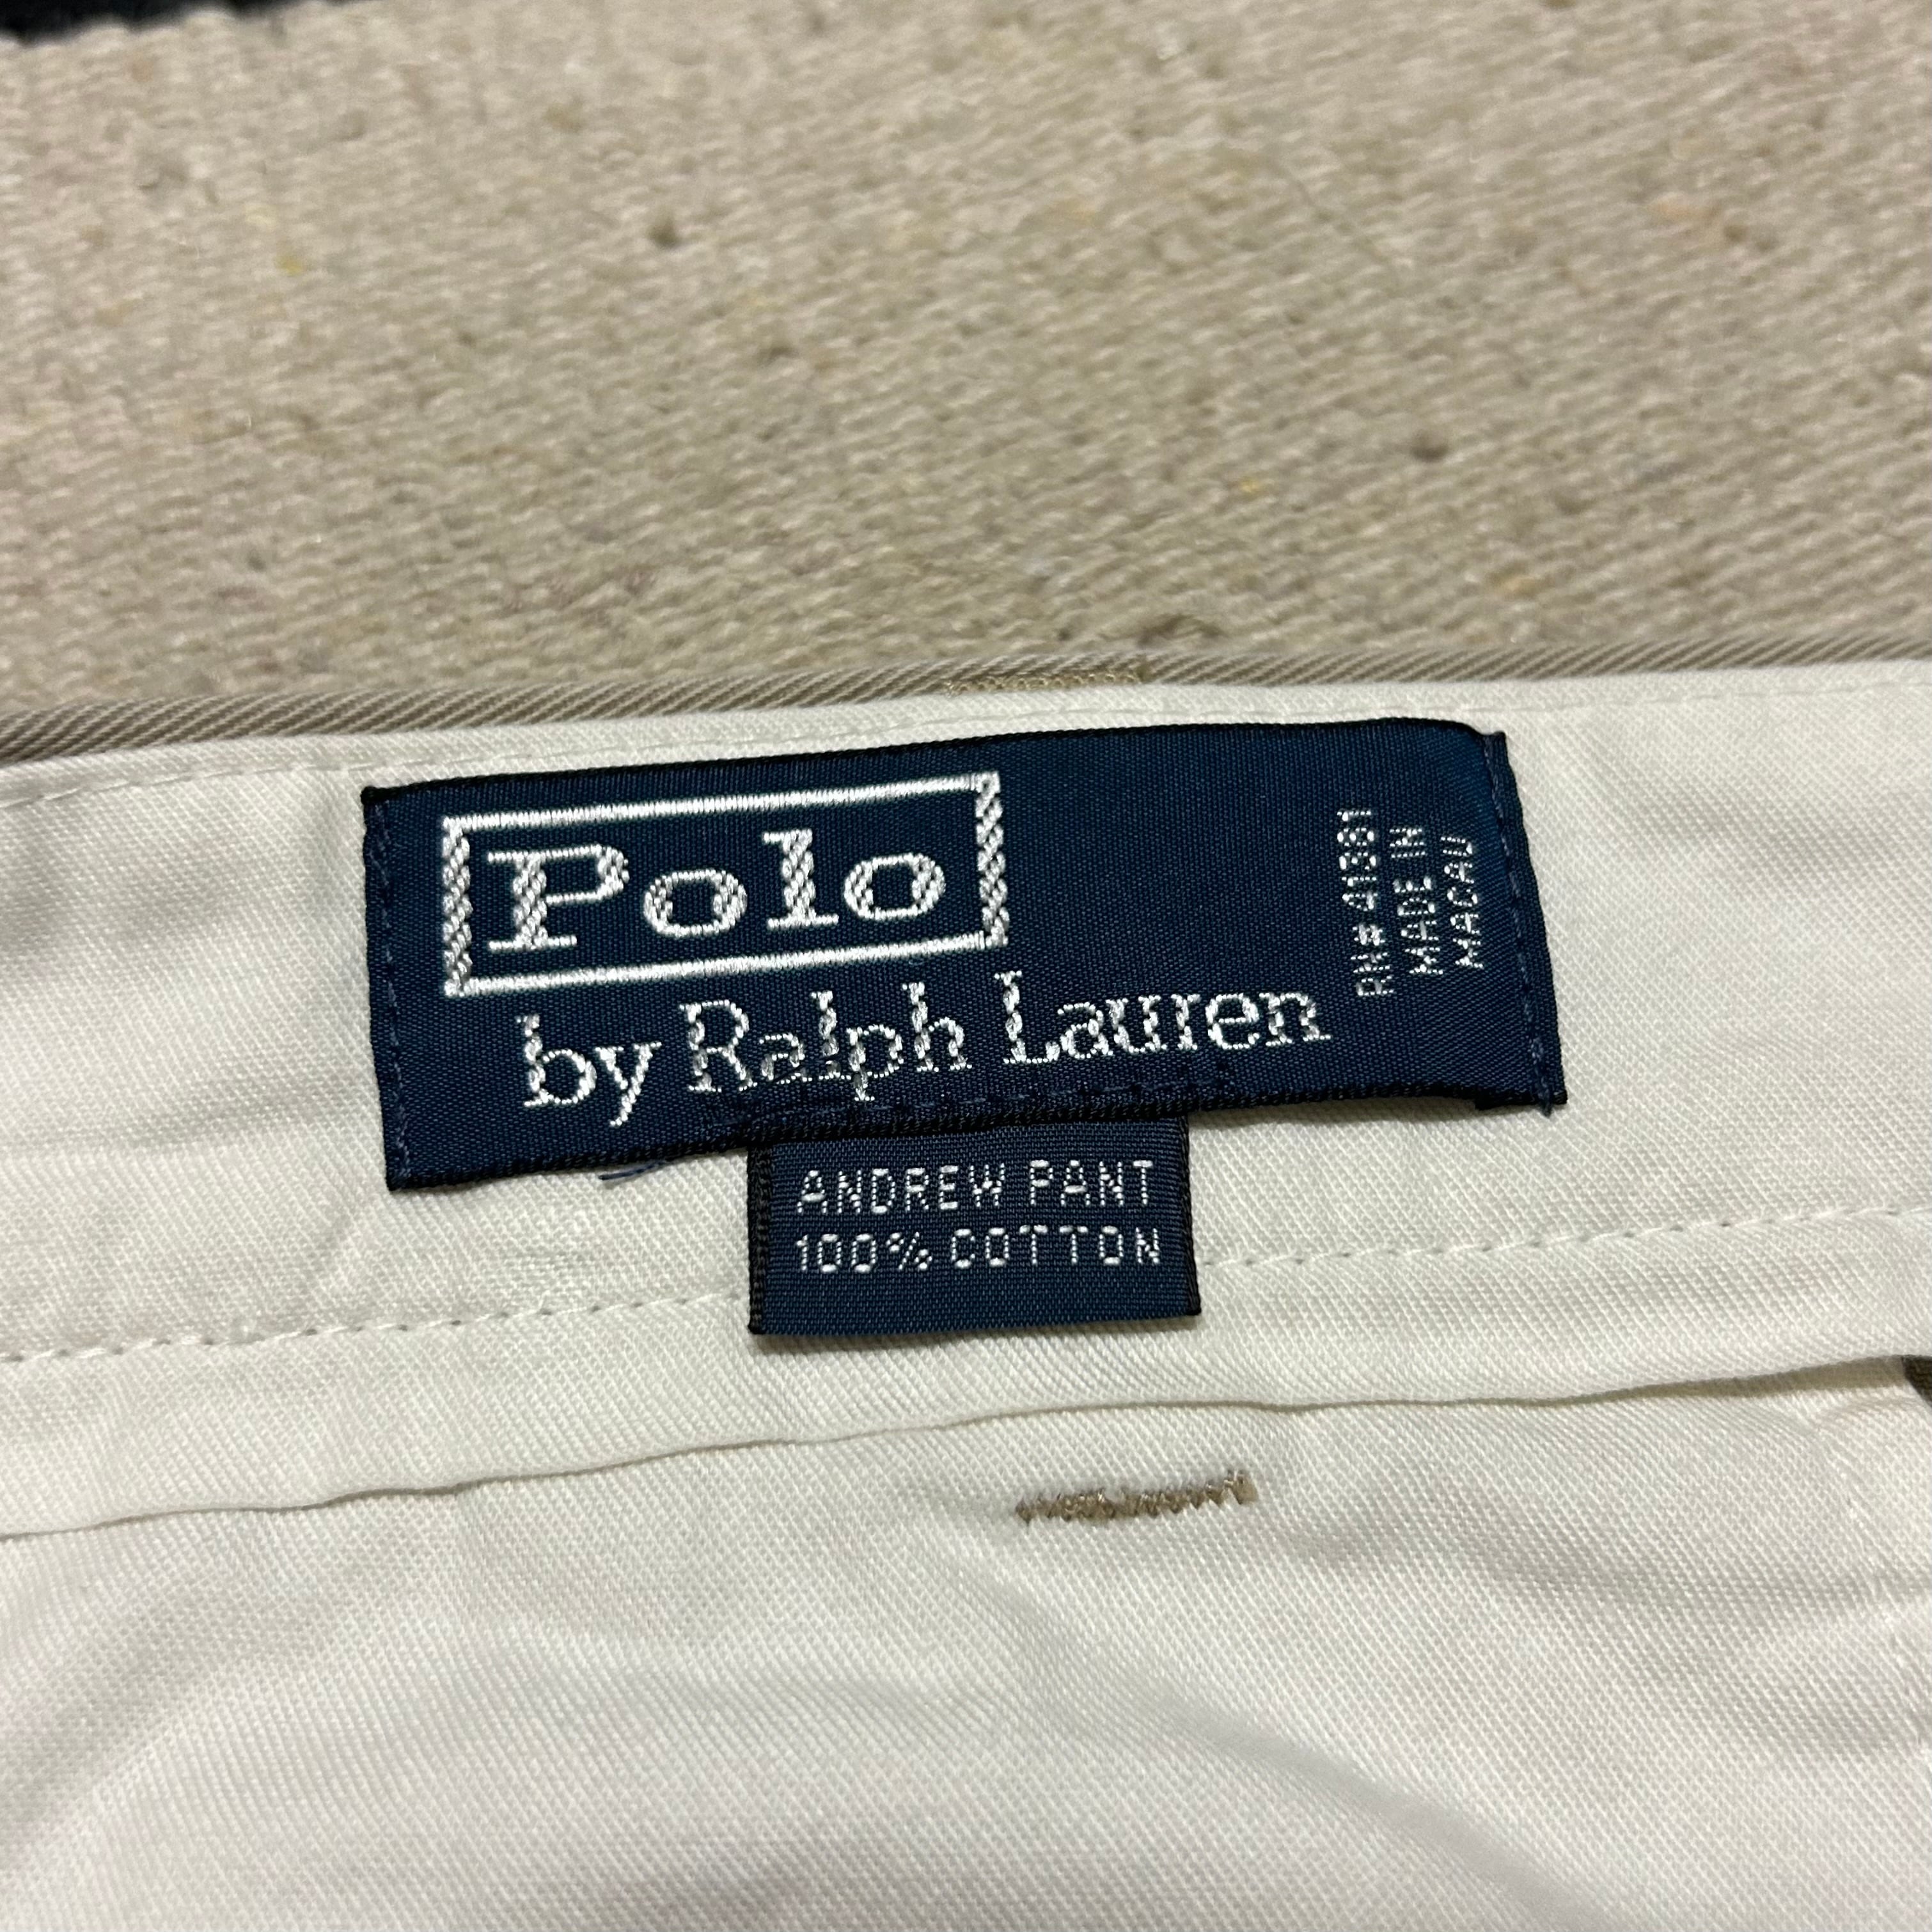 Polo
by Ralph Lauren
RN# 41381
MADE IN
MACAU
ANDREW PANT
100% COTTON